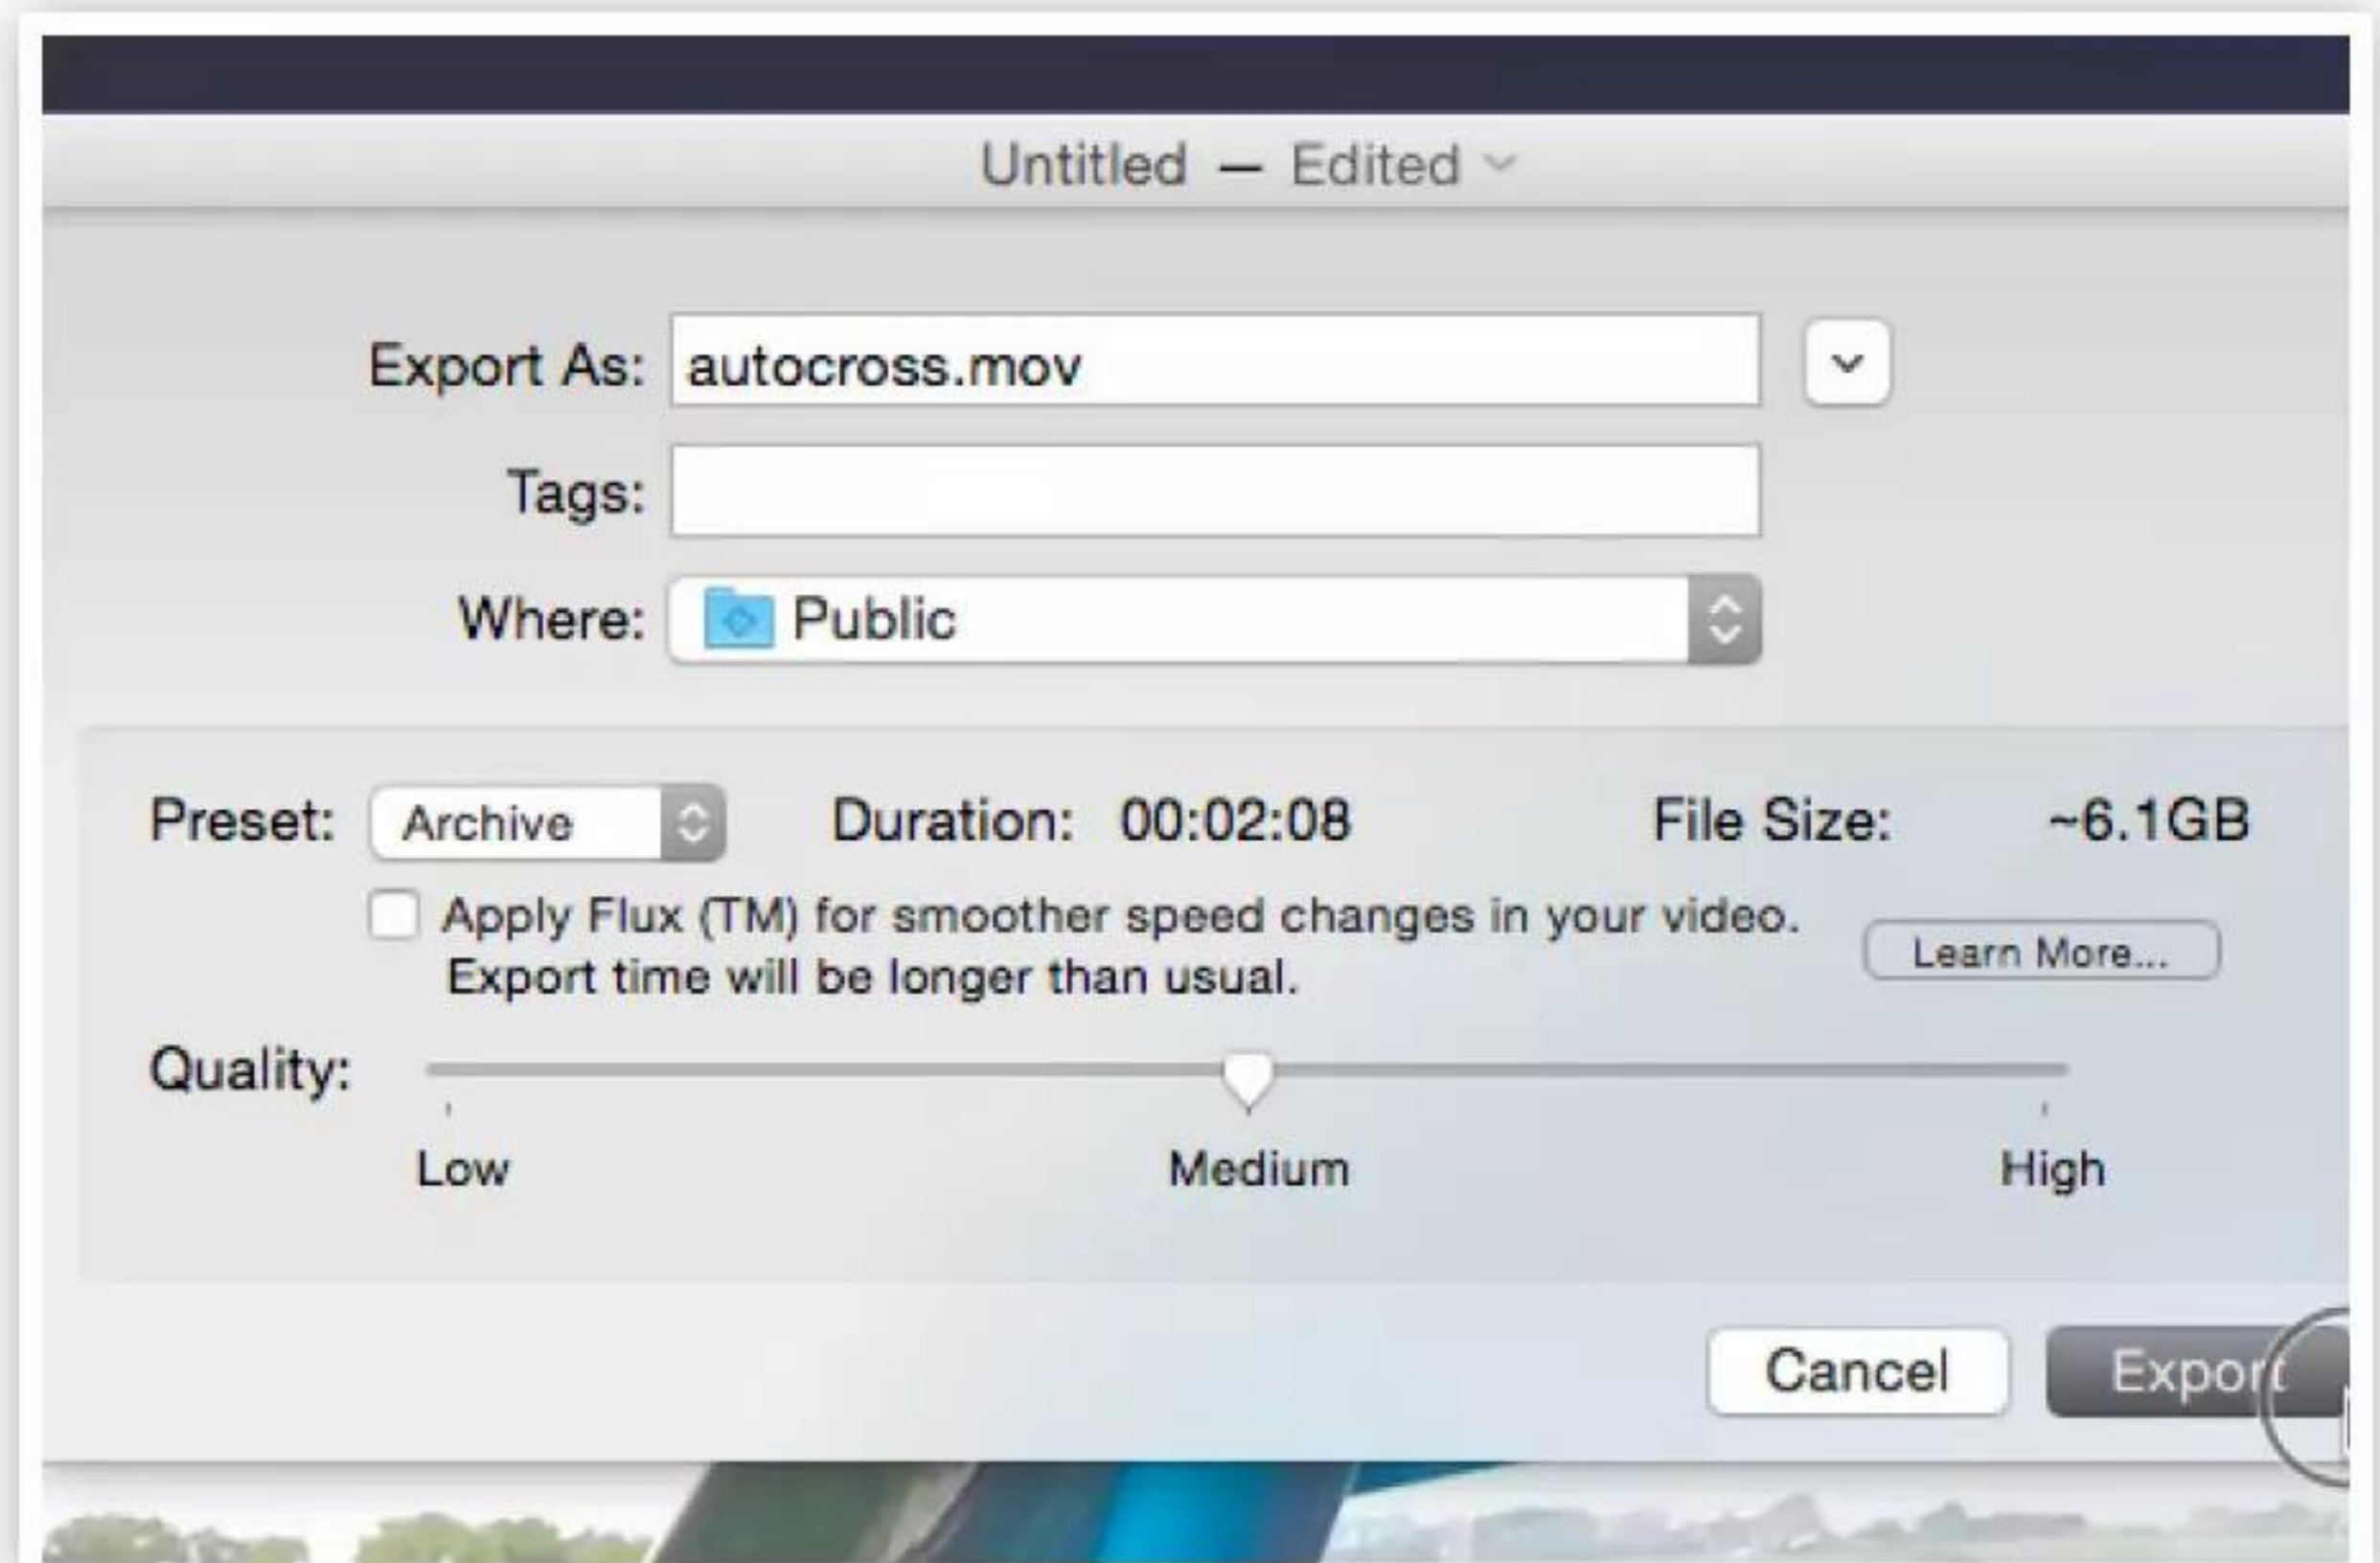 Untitled — Edited
Export As: autocross.mov
Tags:
Where: Public
Preset: Archive Duration: 00:02:08 File Size: ~6.1GB
Apply Flux (TM) for smoother speed changes in your video.
Learn More...
Export time will be longer than usual.
Quality:
Low Medium High
Cancel Export